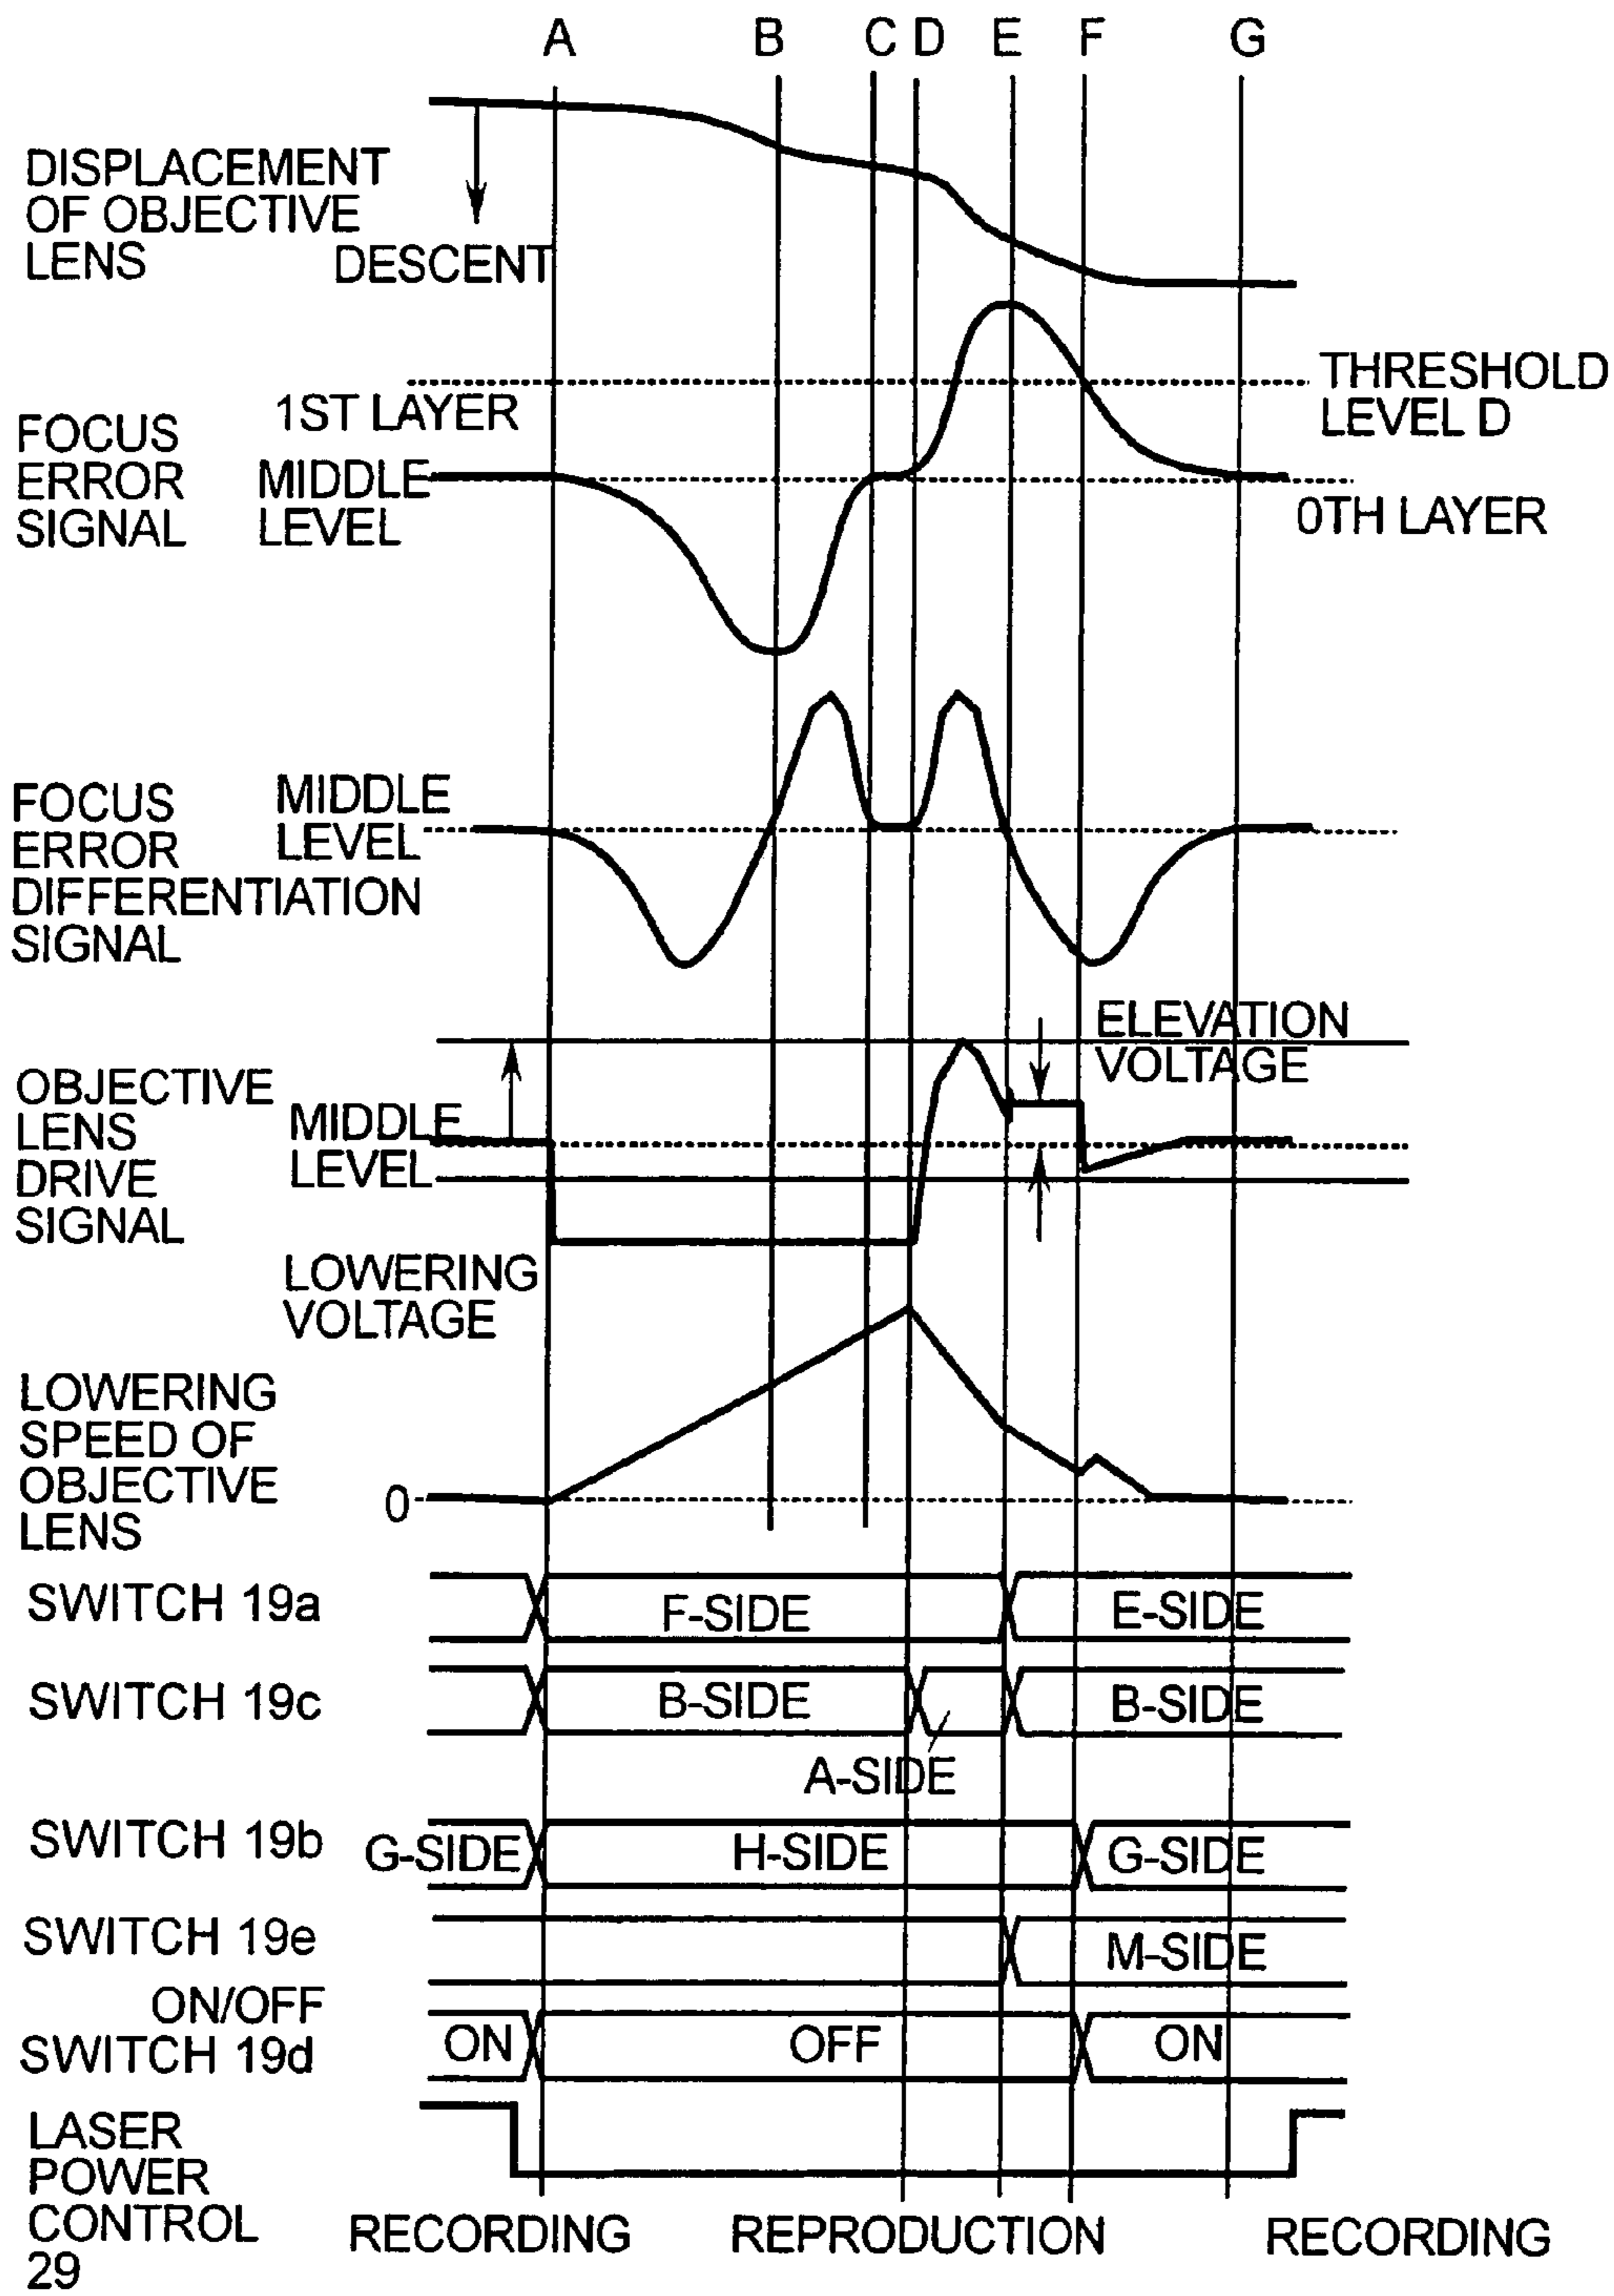 A B C D E F G
DISPLACEMENT
OF OBJECTIVE
LENS
DESCENT
THRESHOLD
LEVEL D
1ST LAYER
FOCUS
ERROR
SIGNAL
MIDDLE
LEVEL
0TH LAYER
FOCUS
ERROR
DIFFERENTIATION
SIGNAL
MIDDLE
LEVEL
ELEVATION
VOLTAGE
OBJECTIVE
LENS
DRIVE
SIGNAL
MIDDLE
LEVEL
LOWERING
VOLTAGE
LOWERING
SPEED OF
OBJECTIVE
LENS
0
SWITCH 19a
F-SIDE E-SIDE
SWITCH 19c
B-SIDE B-SIDE
A-SIDE
SWITCH 19b
G-SIDE H-SIDE G-SIDE
SWITCH 19e
M-SIDE
ON/OFF
SWITCH 19d
ON OFF ON
LASER
POWER
CONTROL
29
RECORDING REPRODUCTION RECORDING